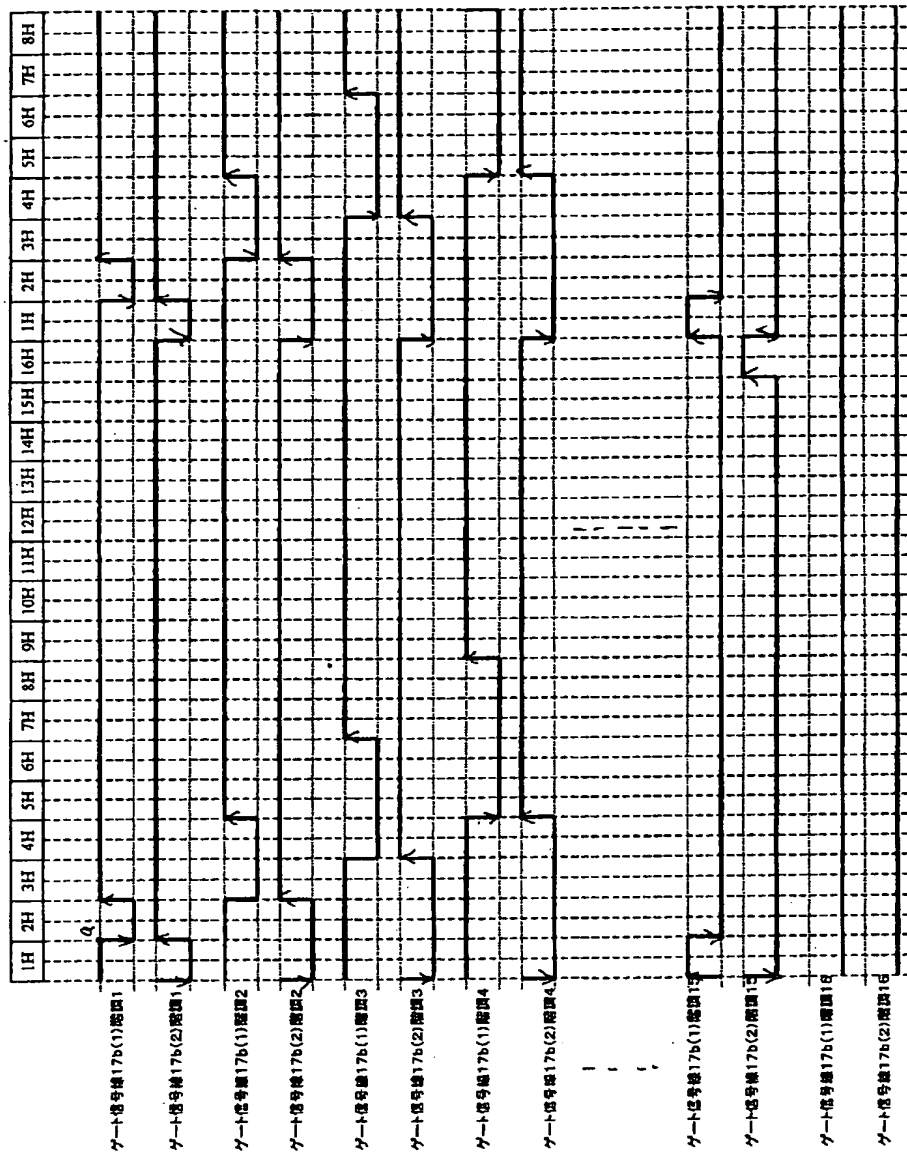 1H 2H 3H 4H 5H 6H 7H 8H 9H 10H 11H 12H 13H 14H 15H 16H 1H 2H 3H 4H 5H 6H 7H 8H
a
ゲート信号線17b(1)階調1
ゲート信号線17b(2)階調1
ゲート信号線17b(1)階調2
ゲート信号線17b(2)階調2
ゲート信号線17b(1)階調3
ゲート信号線17b(2)階調3
ゲート信号線17b(1)階調4
ゲート信号線17b(2)階調4
ゲート信号線17b(1)階調15
ゲート信号線17b(2)階調15
ゲート信号線17b(1)階調16
ゲート信号線17b(2)階調16